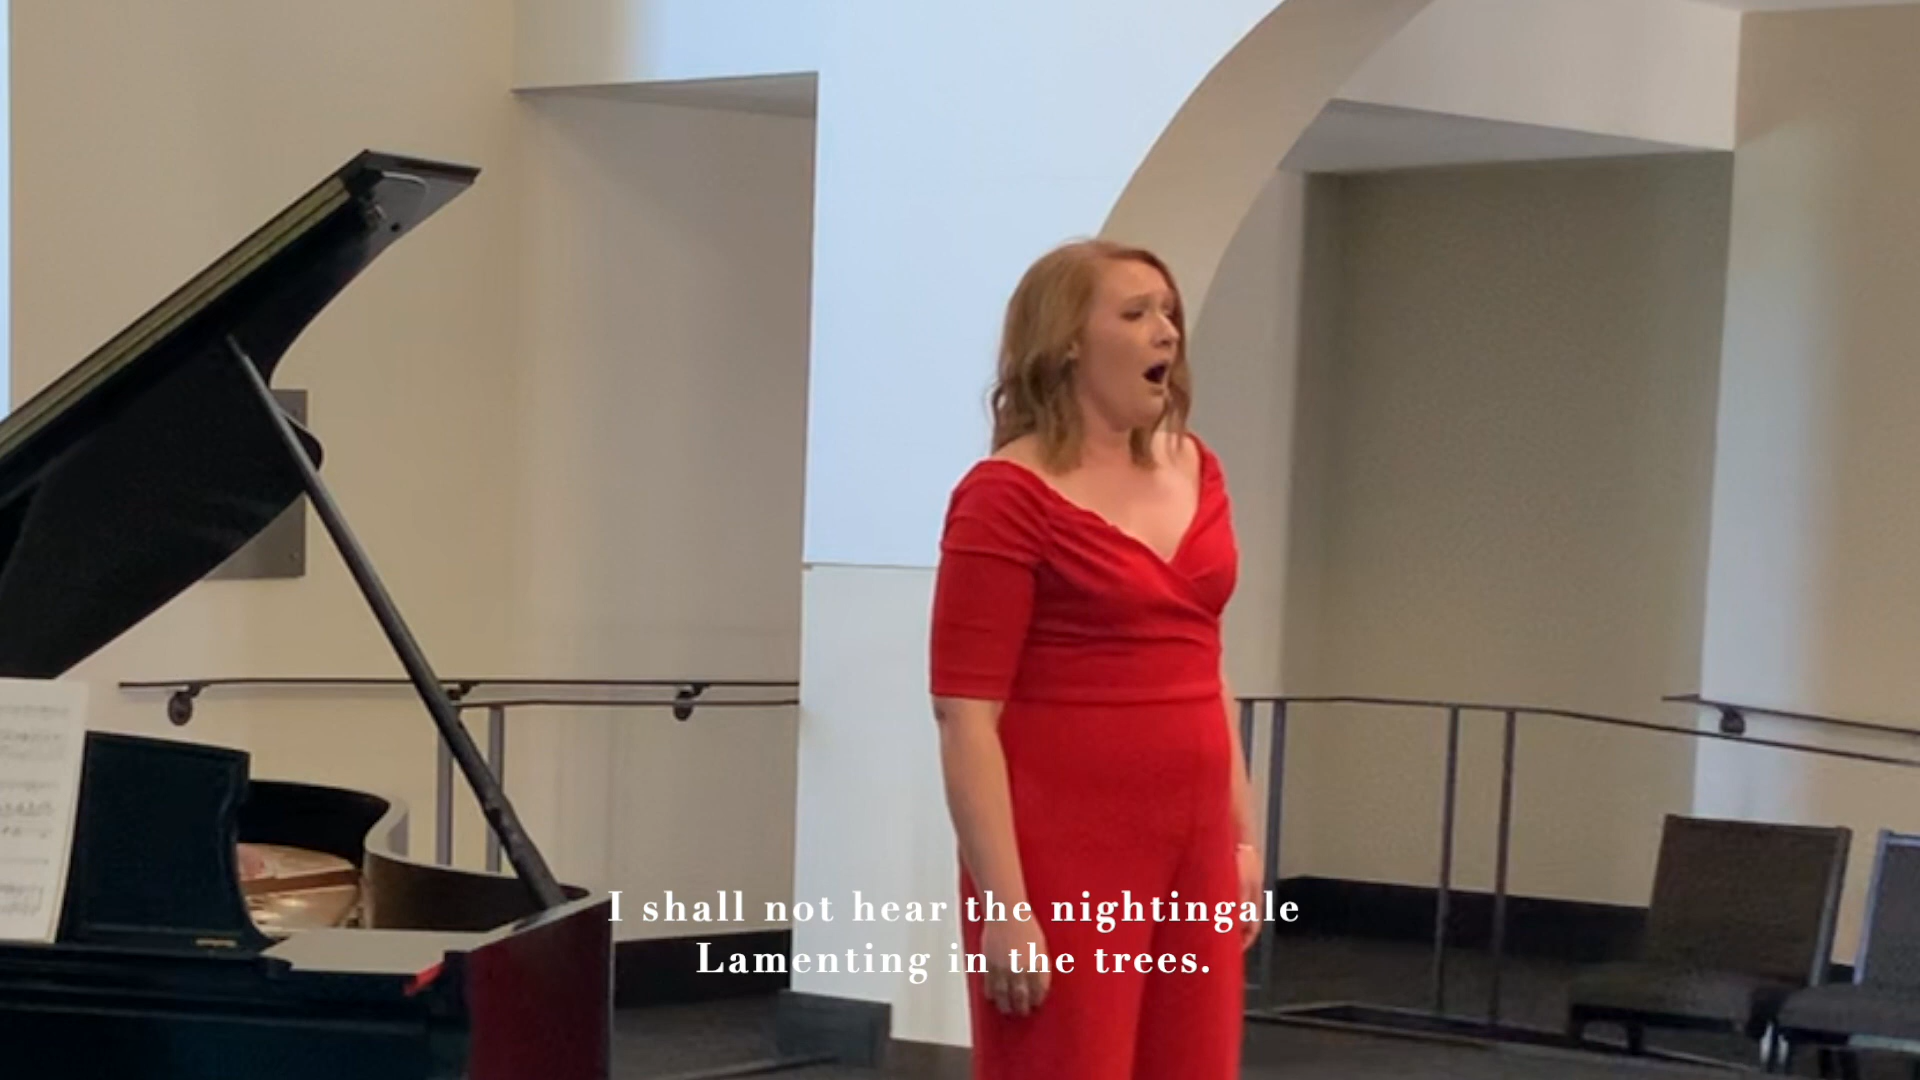 I shall not hear the nightingale
Lamenting in the trees.